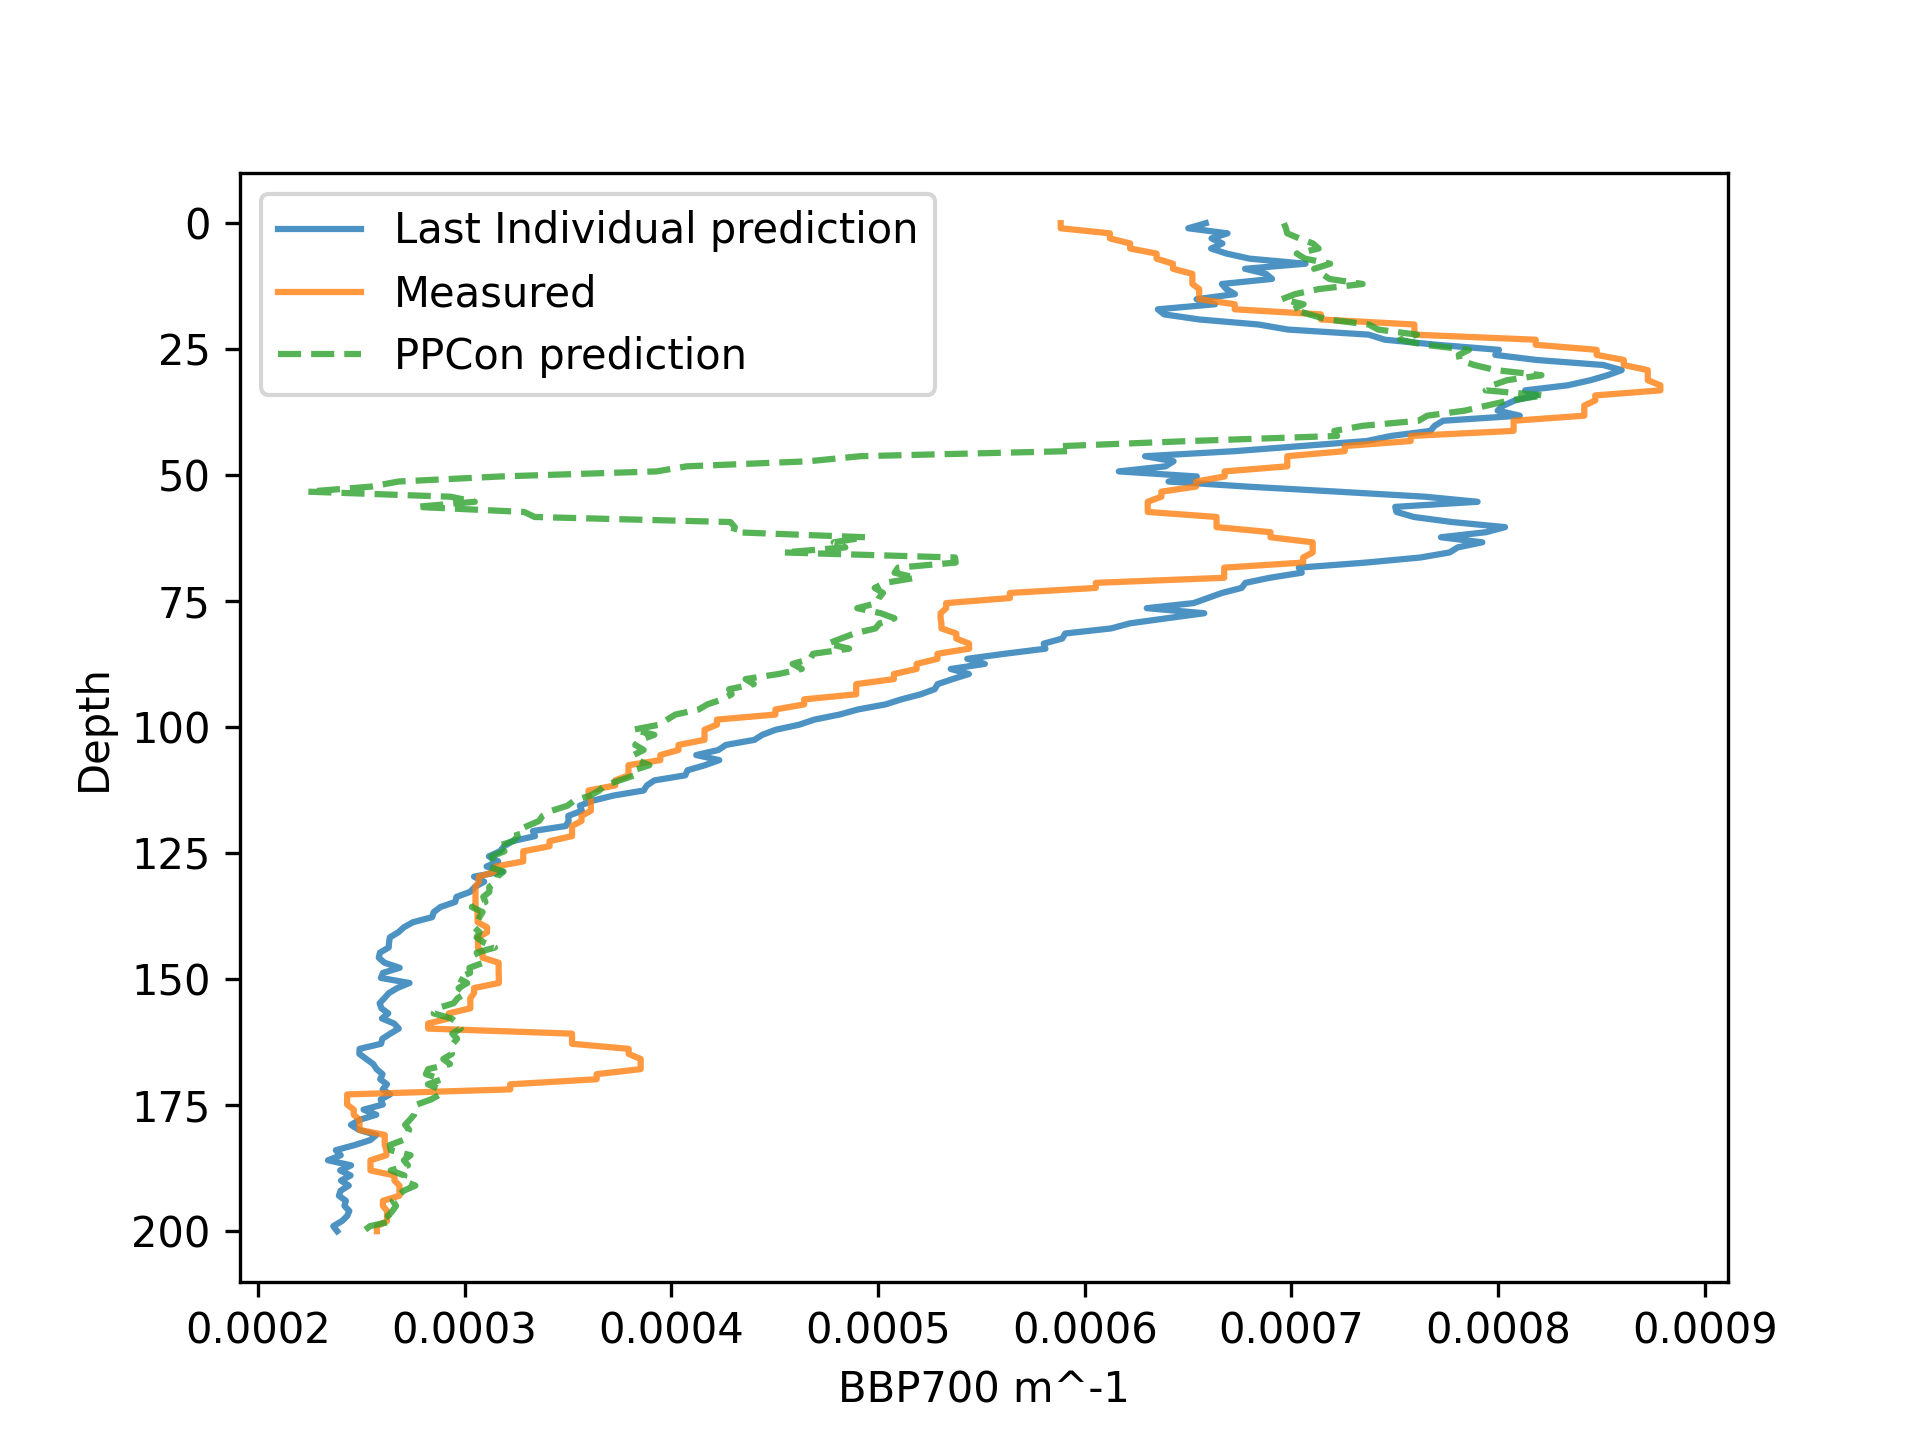 Last Individual prediction
Measured
PPCon prediction
0
25
50
75
100
125
150
175
200
Depth
0.0002 0.0003 0.0004 0.0005 0.0006 0.0007 0.0008 0.0009
BBP700 m^-1